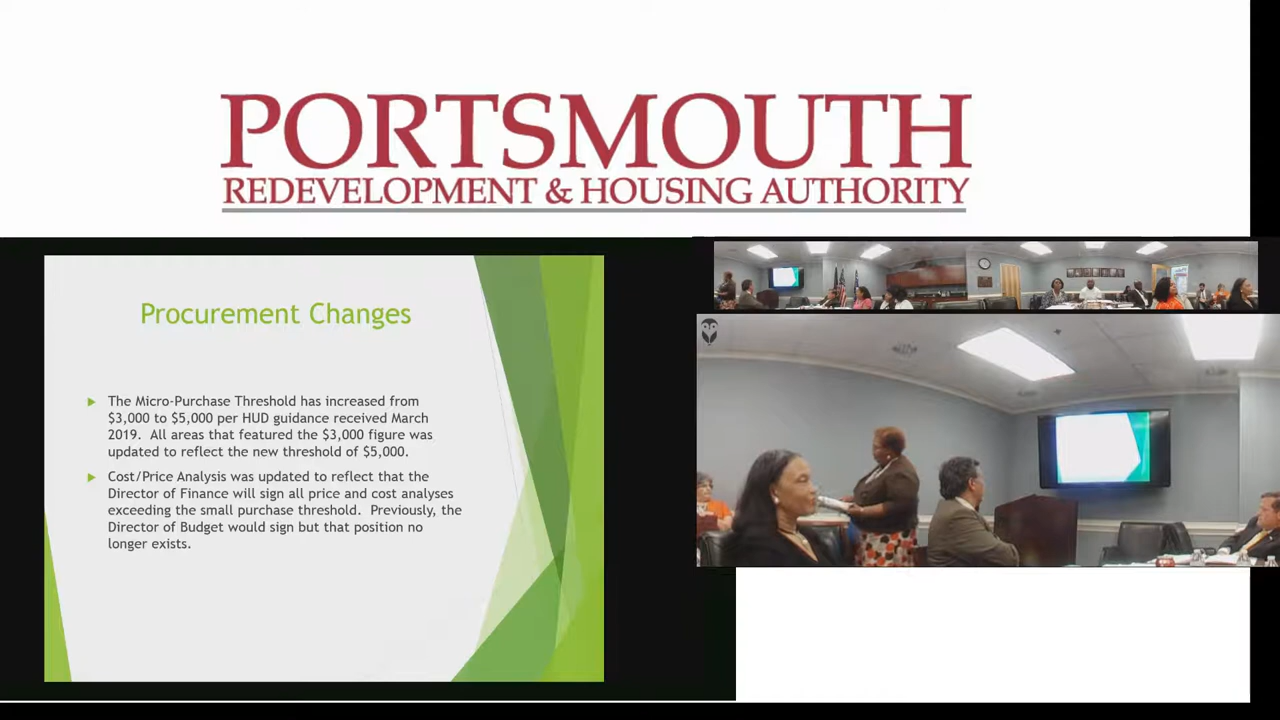 PORTSMOUTH
REDEVELOPMENT & HOUSING AUTHORITY
Procurement Changes
The Micro-Purchase Threshold has increased from
$3,000 to $5,000 per HUD guidance received March
2019. All areas that featured the $3,000 figure was
updated to reflect the new threshold of $5,000.
Cost/Price Analysis was updated to reflect that the
Director of Finance will sign all price and cost analyses
exceeding the small purchase threshold. Previously, the
Director of Budget would sign but that position no
longer exists.